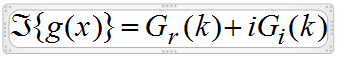 ℑ{g(x)} = G_r(k) + iG_i(k)